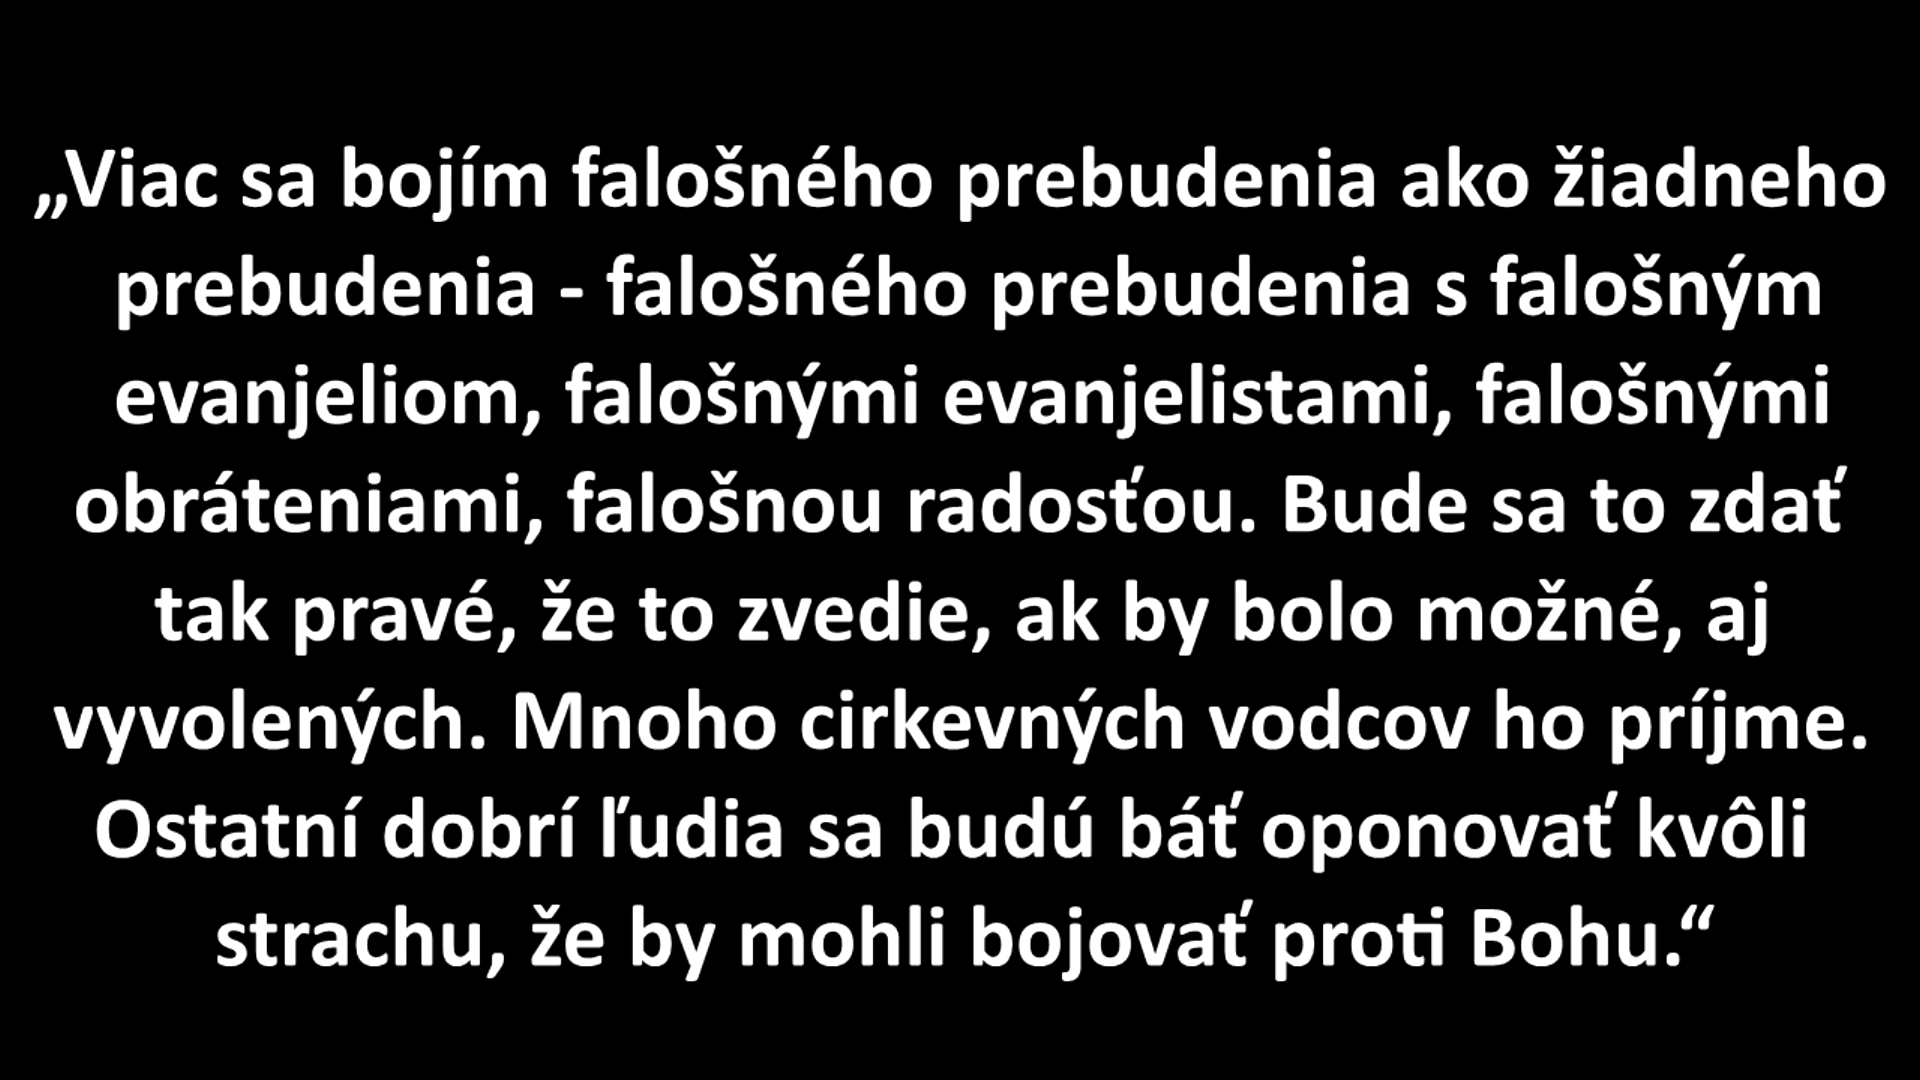 „Viac sa bojím falošného prebudenia ako žiadneho
prebudenia - falošného prebudenia s falošným
evanjeliom, falošnými evanjelistami, falošnými
obráteniami, falošnou radosťou. Bude sa to zdať
tak pravé, že to zvedie, ak by bolo možné, aj
vyvolených. Mnoho cirkevných vodcov ho príjme.
Ostatní dobrí ľudia sa budú báť oponovať kvôli
strachu, že by mohli bojovať proti Bohu.“